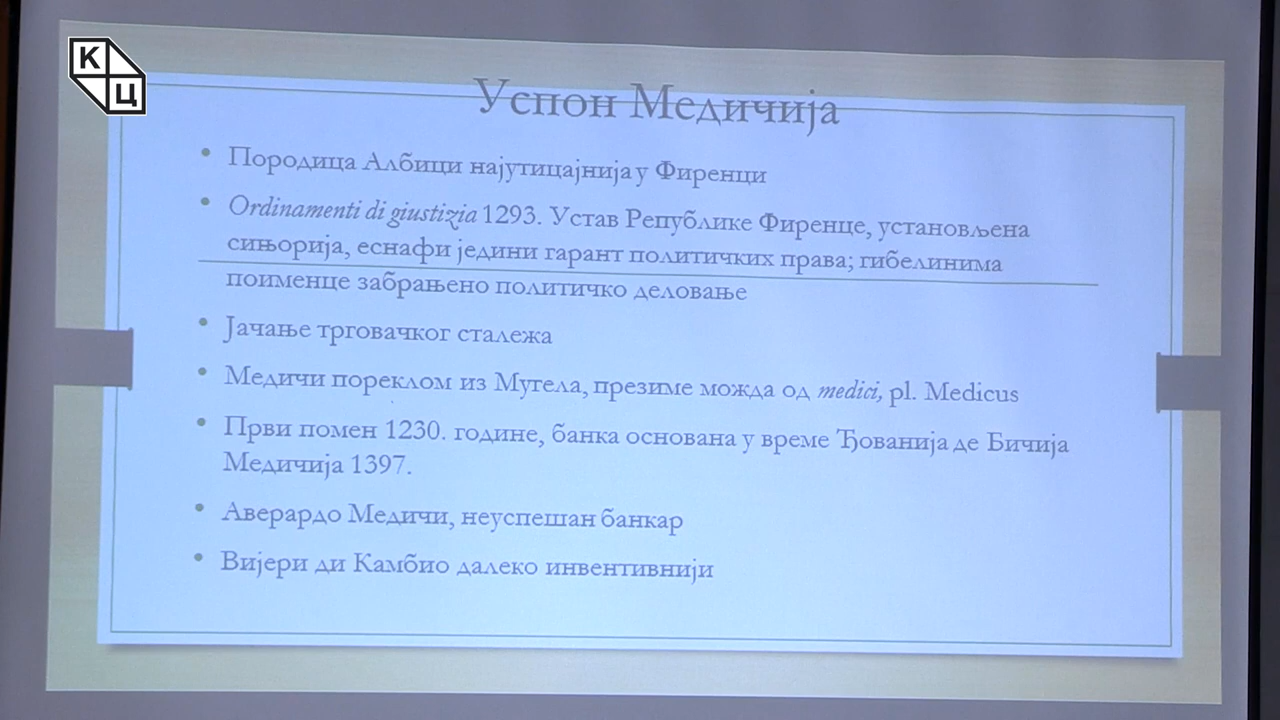 К
Ц
Успон Медичија
• Породица Албици најутицајнија у Фиренци
• Ordinamenti di giustizia 1293. Устав Републике Фиренце, установљена
сињорија, еснафи једини гарант политичких права; гибелинима
поименце забрањено политичко деловање
• Јачање трговачког сталежа
• Медичи пореклом из Мугела, презиме можда од medici, pl. Medicus
• Први помен 1230. године, банка основана у време Ђованија де Бичија
Медичија 1397.
• Аверардо Медичи, неуспешан банкар
• Вијери ди Камбио далеко инвентивнији